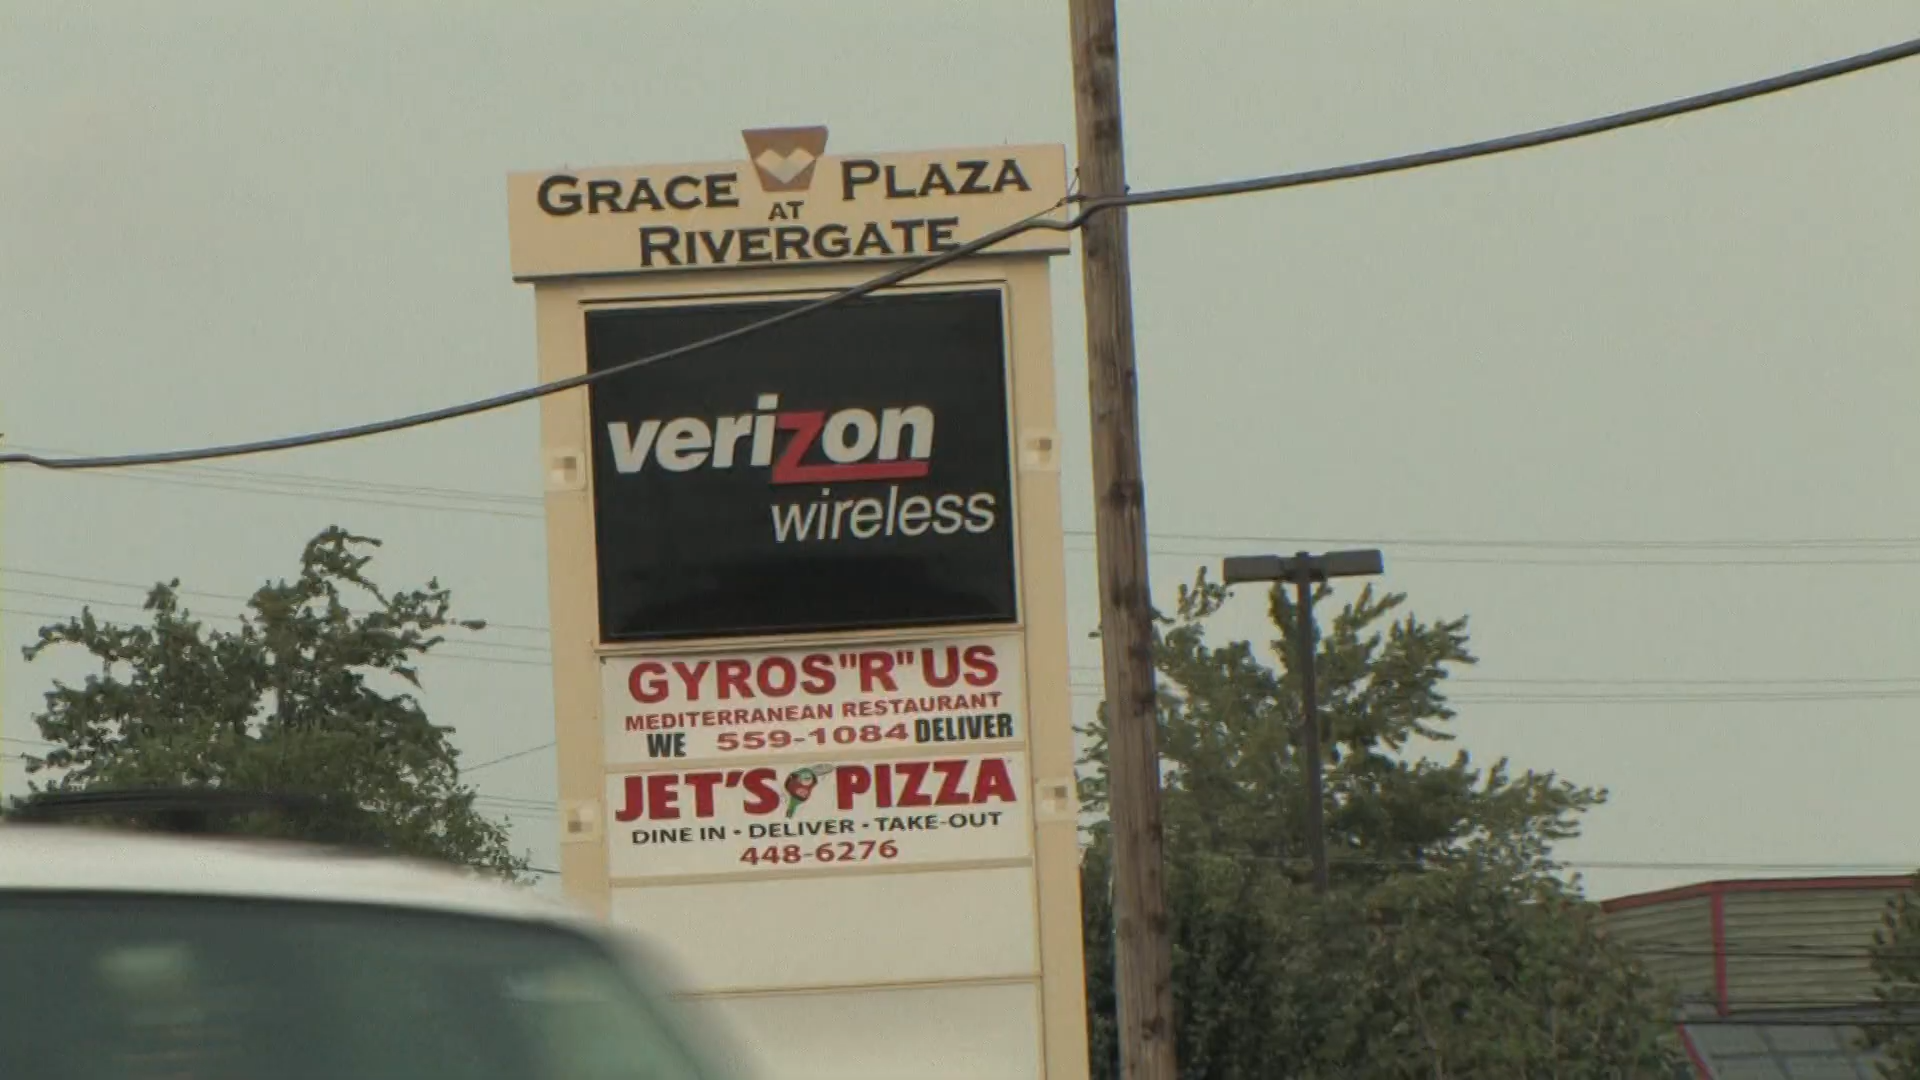 GRACE PLAZA
AT
RIVERGATE
verizon
wireless
GYROS"R"US
MEDITERRANEAN RESTAURANT
WE 559-1084 DELIVER
JET'S PIZZA
DINE IN • DELIVER • TAKE-OUT
448-6276